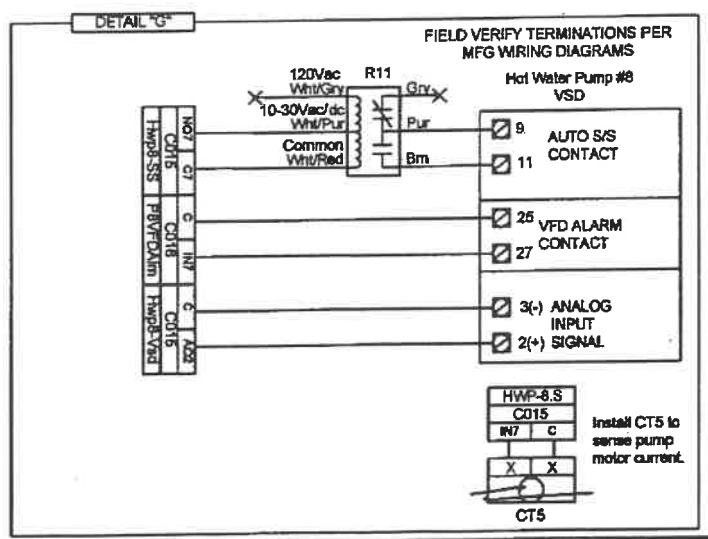 DETAIL "G"
FIELD VERIFY TERMINATIONS PER
MFG WIRING DIAGRAMS
120Vac
R11
Wht/Gry
Gry
10-30Vac/dc
Wht/Pur
Pur
Common
Wht/Red
Brn
Hot Water Pump #8
VSD
9
11
AUTO S/S
CONTACT
25
27
VFD ALARM
CONTACT
3(-) ANALOG
INPUT
2(+) SIGNAL
NO7
C7
C015
Hwp8-SS
C
IN7
C016
P8VFDAlm
C
AO2
C015
Hwp8-Vsd
HWP-8.S
C015
IN7 C
X X
CT5
Install CT5 to
sense pump
motor current.